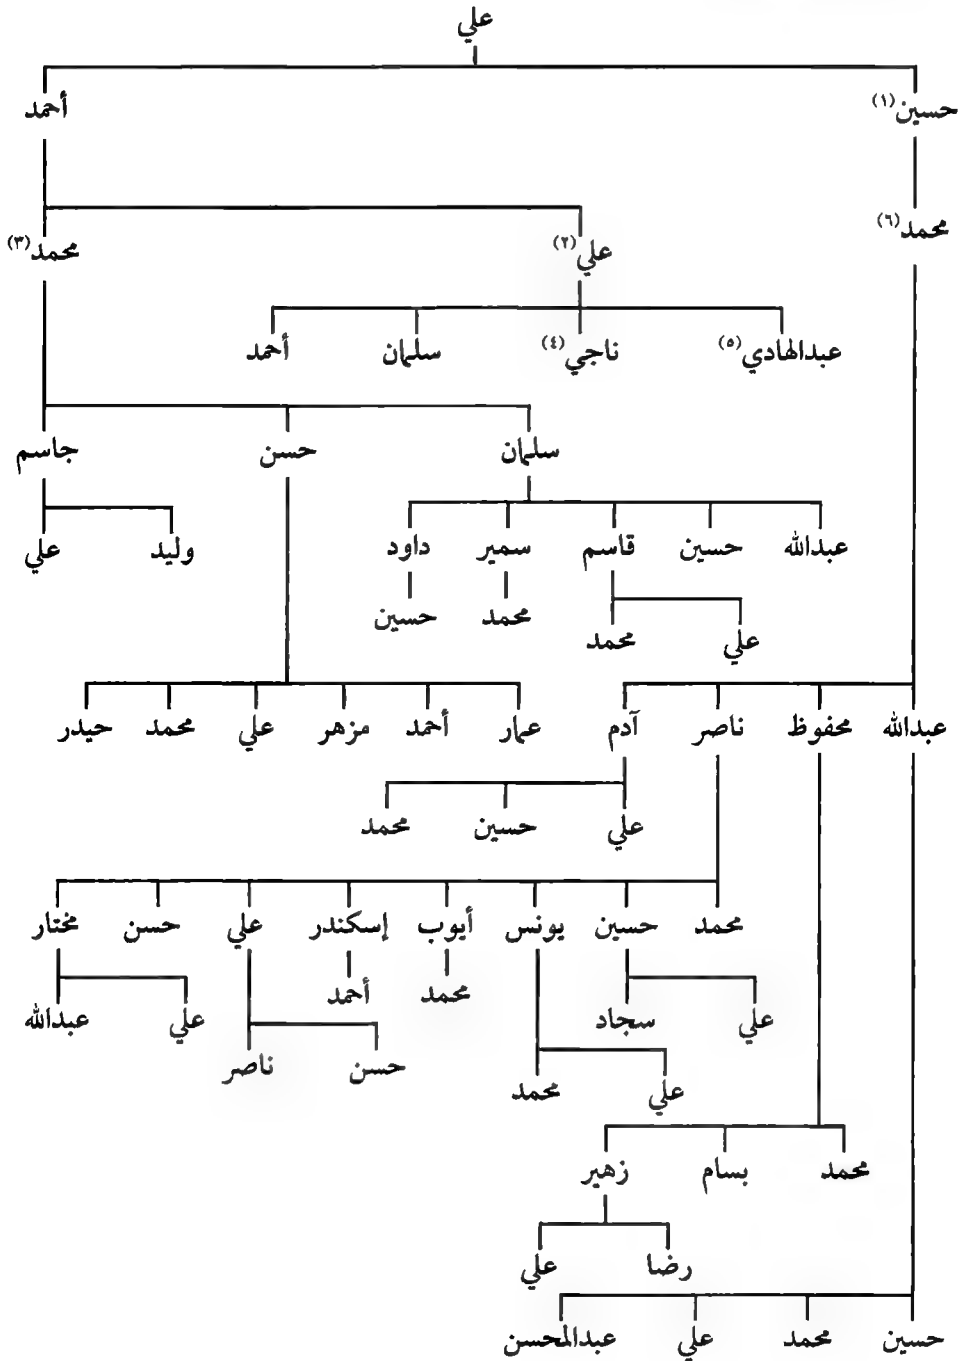 علي
حسين(١) أحمد
محمد(٦) علي(٢) محمد(٣)
عبدالهادي(٥) ناجي(٤) سلمان أحمد
سلمان حسن جاسم
عبدالله حسين قاسم سمير داود وليد علي
علي محمد محمد حسين
عبدالله محفوظ ناصر آدم عمار أحمد مزهر علي محمد حيدر
علي حسين محمد
محمد حسين يونس أيوب إسكندر علي حسن مختار
علي سجاد محمد أحمد علي عبدالله
علي محمد حسن ناصر
محمد بسام زهير
رضا علي
حسين محمد علي عبدالمحسن